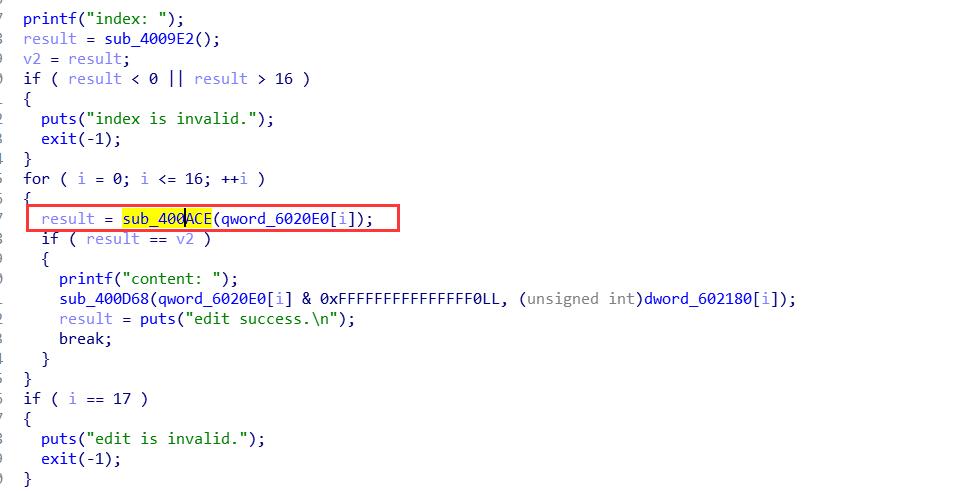 printf("index: ");
result = sub_4009E2();
v2 = result;
if ( result < 0 || result > 16 )
{
puts("index is invalid.");
exit(-1);
}
for ( i = 0; i <= 16; ++i )
{
result = sub_400ACE(qword_6020E0[i]);
if ( result == v2 )
{
printf("content: ");
sub_400D68(qword_6020E0[i] & 0xFFFFFFFFFFFFFFF0LL, (unsigned int)dword_602180[i]);
result = puts("edit success.\n");
break;
}
}
if ( i == 17 )
{
puts("edit is invalid.");
exit(-1);
}